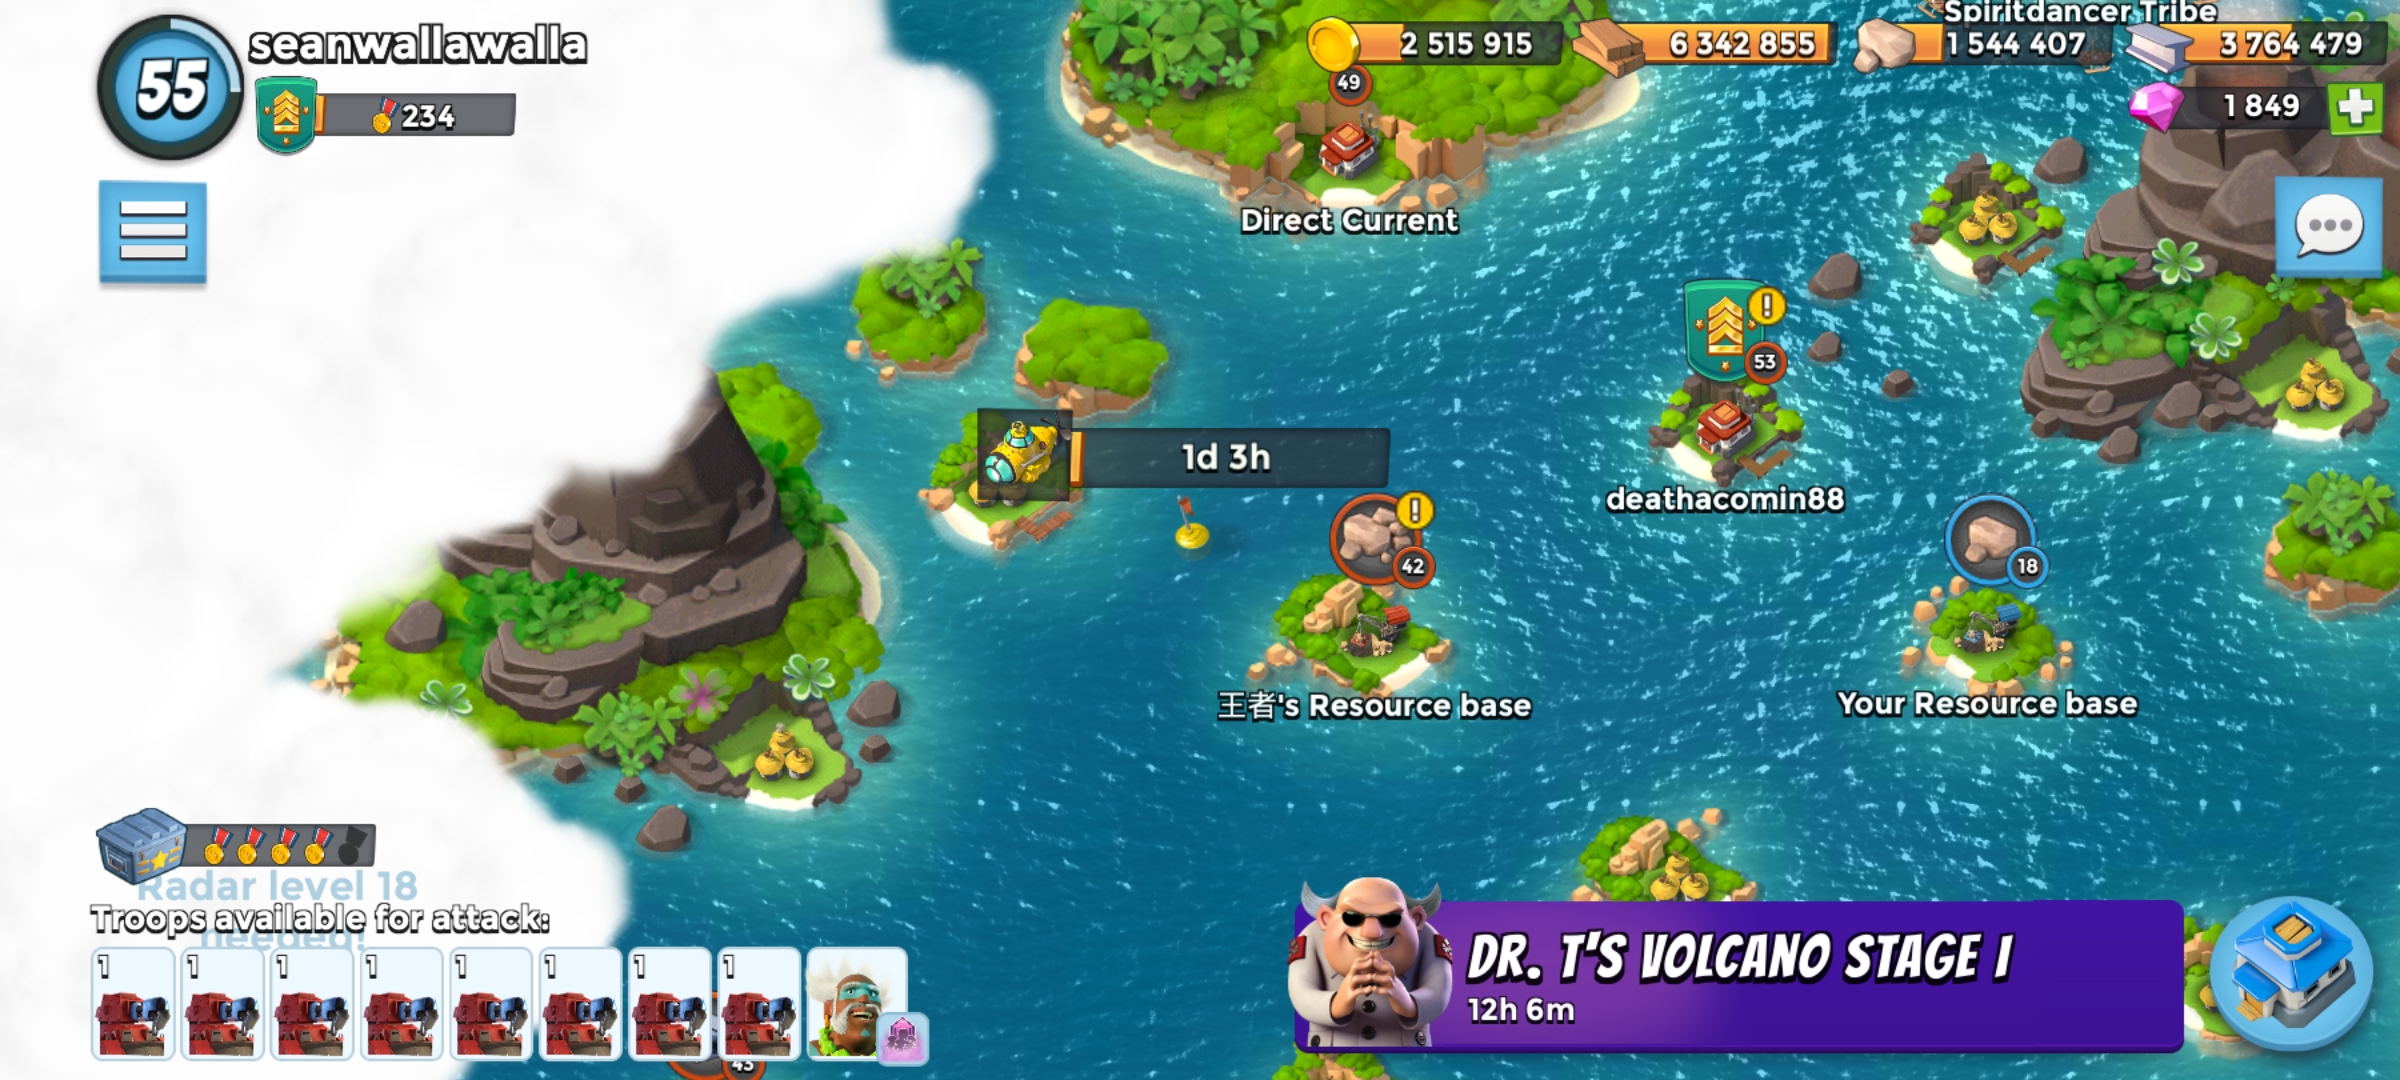 55
seanwallawalla
234
2 515 915
6 342 855
Spiritdancer Tribe
1 544 407
3 764 479
1 849
49
Direct Current
53
deathacomin88
1d 3h
42
王者's Resource base
18
Your Resource base
Radar level 18
needed!
Troops available for attack:
1 1 1 1 1 1 1 1
43
DR. T'S VOLCANO STAGE I
12h 6m